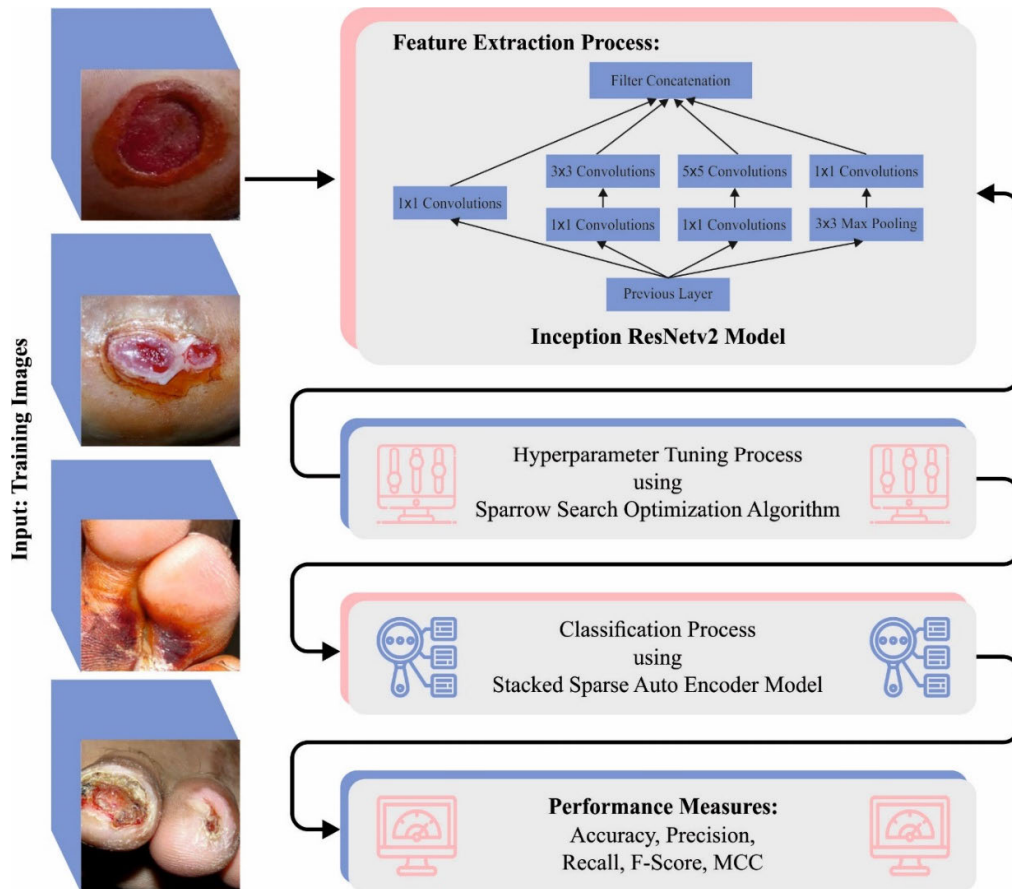 Input: Training Images
Feature Extraction Process:
Filter Concatenation
3x3 Convolutions
5x5 Convolutions
1x1 Convolutions
1x1 Convolutions
1x1 Convolutions
1x1 Convolutions
3x3 Max Pooling
Previous Layer
Inception ResNetv2 Model
Hyperparameter Tuning Process
using
Sparrow Search Optimization Algorithm
Classification Process
using
Stacked Sparse Auto Encoder Model
Performance Measures:
Accuracy, Precision,
Recall, F-Score, MCC